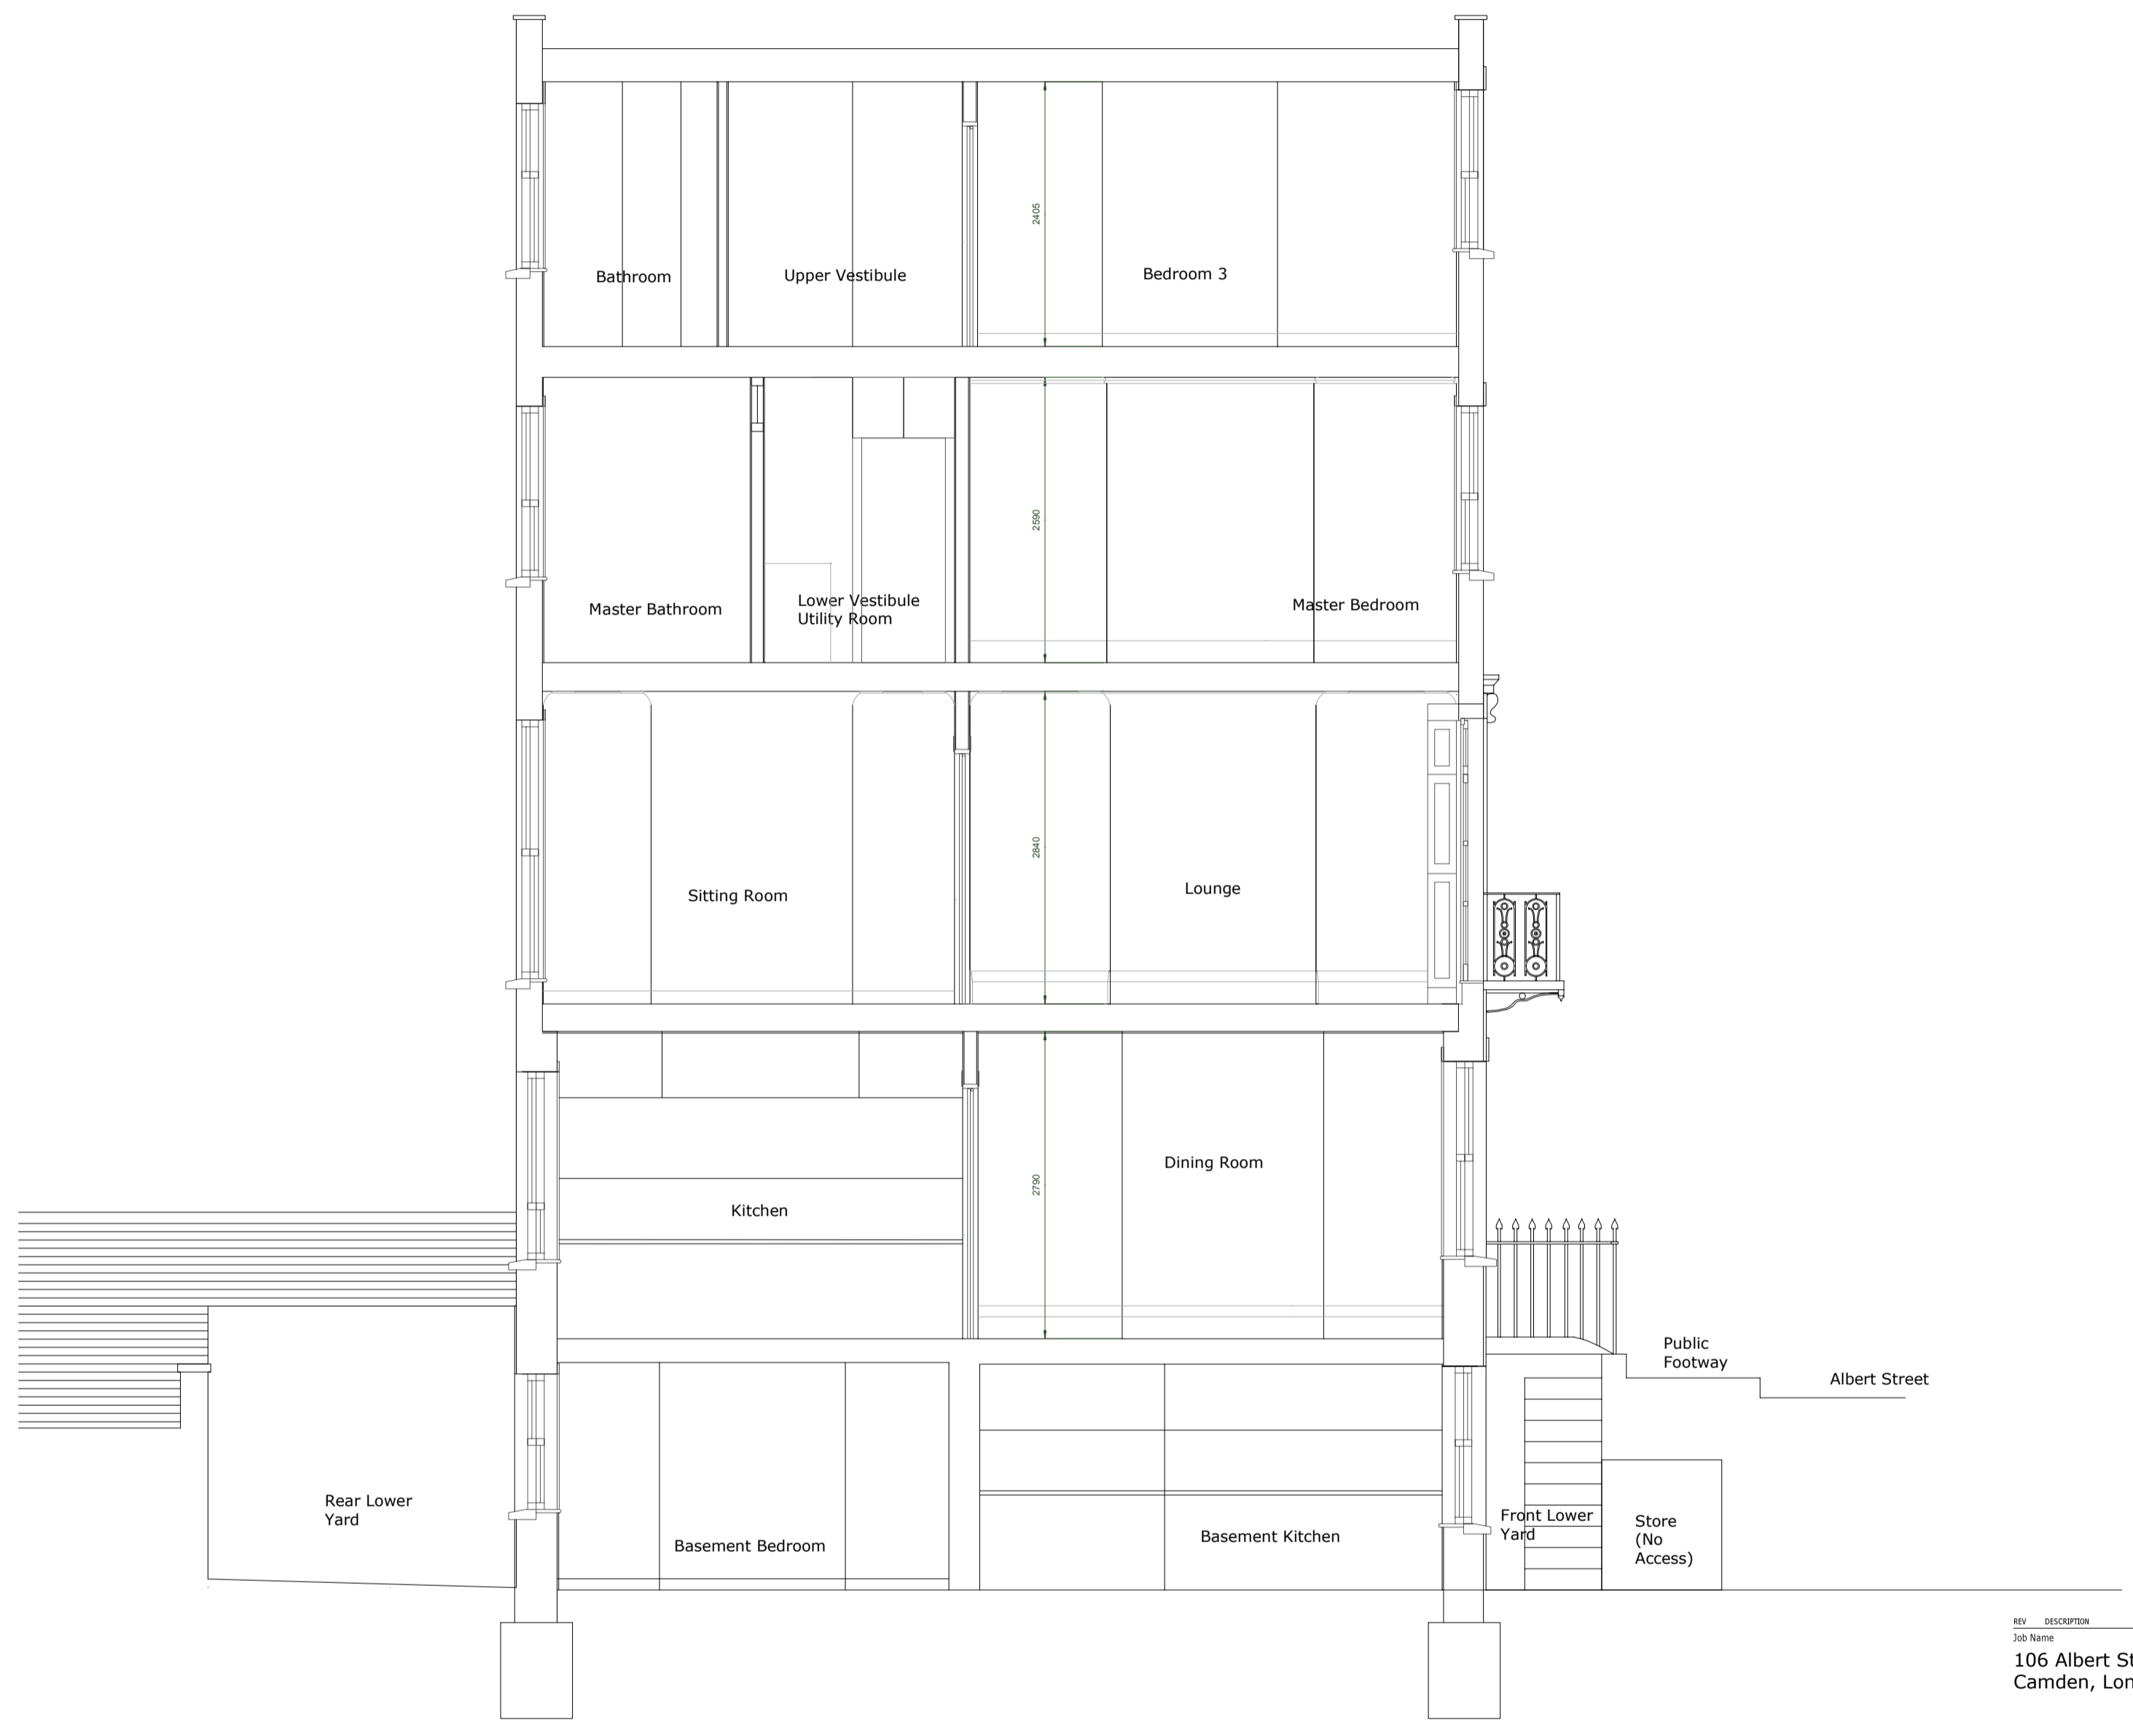 2405
Bathroom
Upper Vestibule
Bedroom 3
2590
Master Bathroom
Lower Vestibule
Utility Room
Master Bedroom
2840
Sitting Room
Lounge
2790
Dining Room
Kitchen
Public
Footway
Albert Street
Rear Lower
Yard
Basement Bedroom
Basement Kitchen
Front Lower
Yard
Store
(No
Access)
REV DESCRIPTION
Job Name
106 Albert St
Camden, Lon